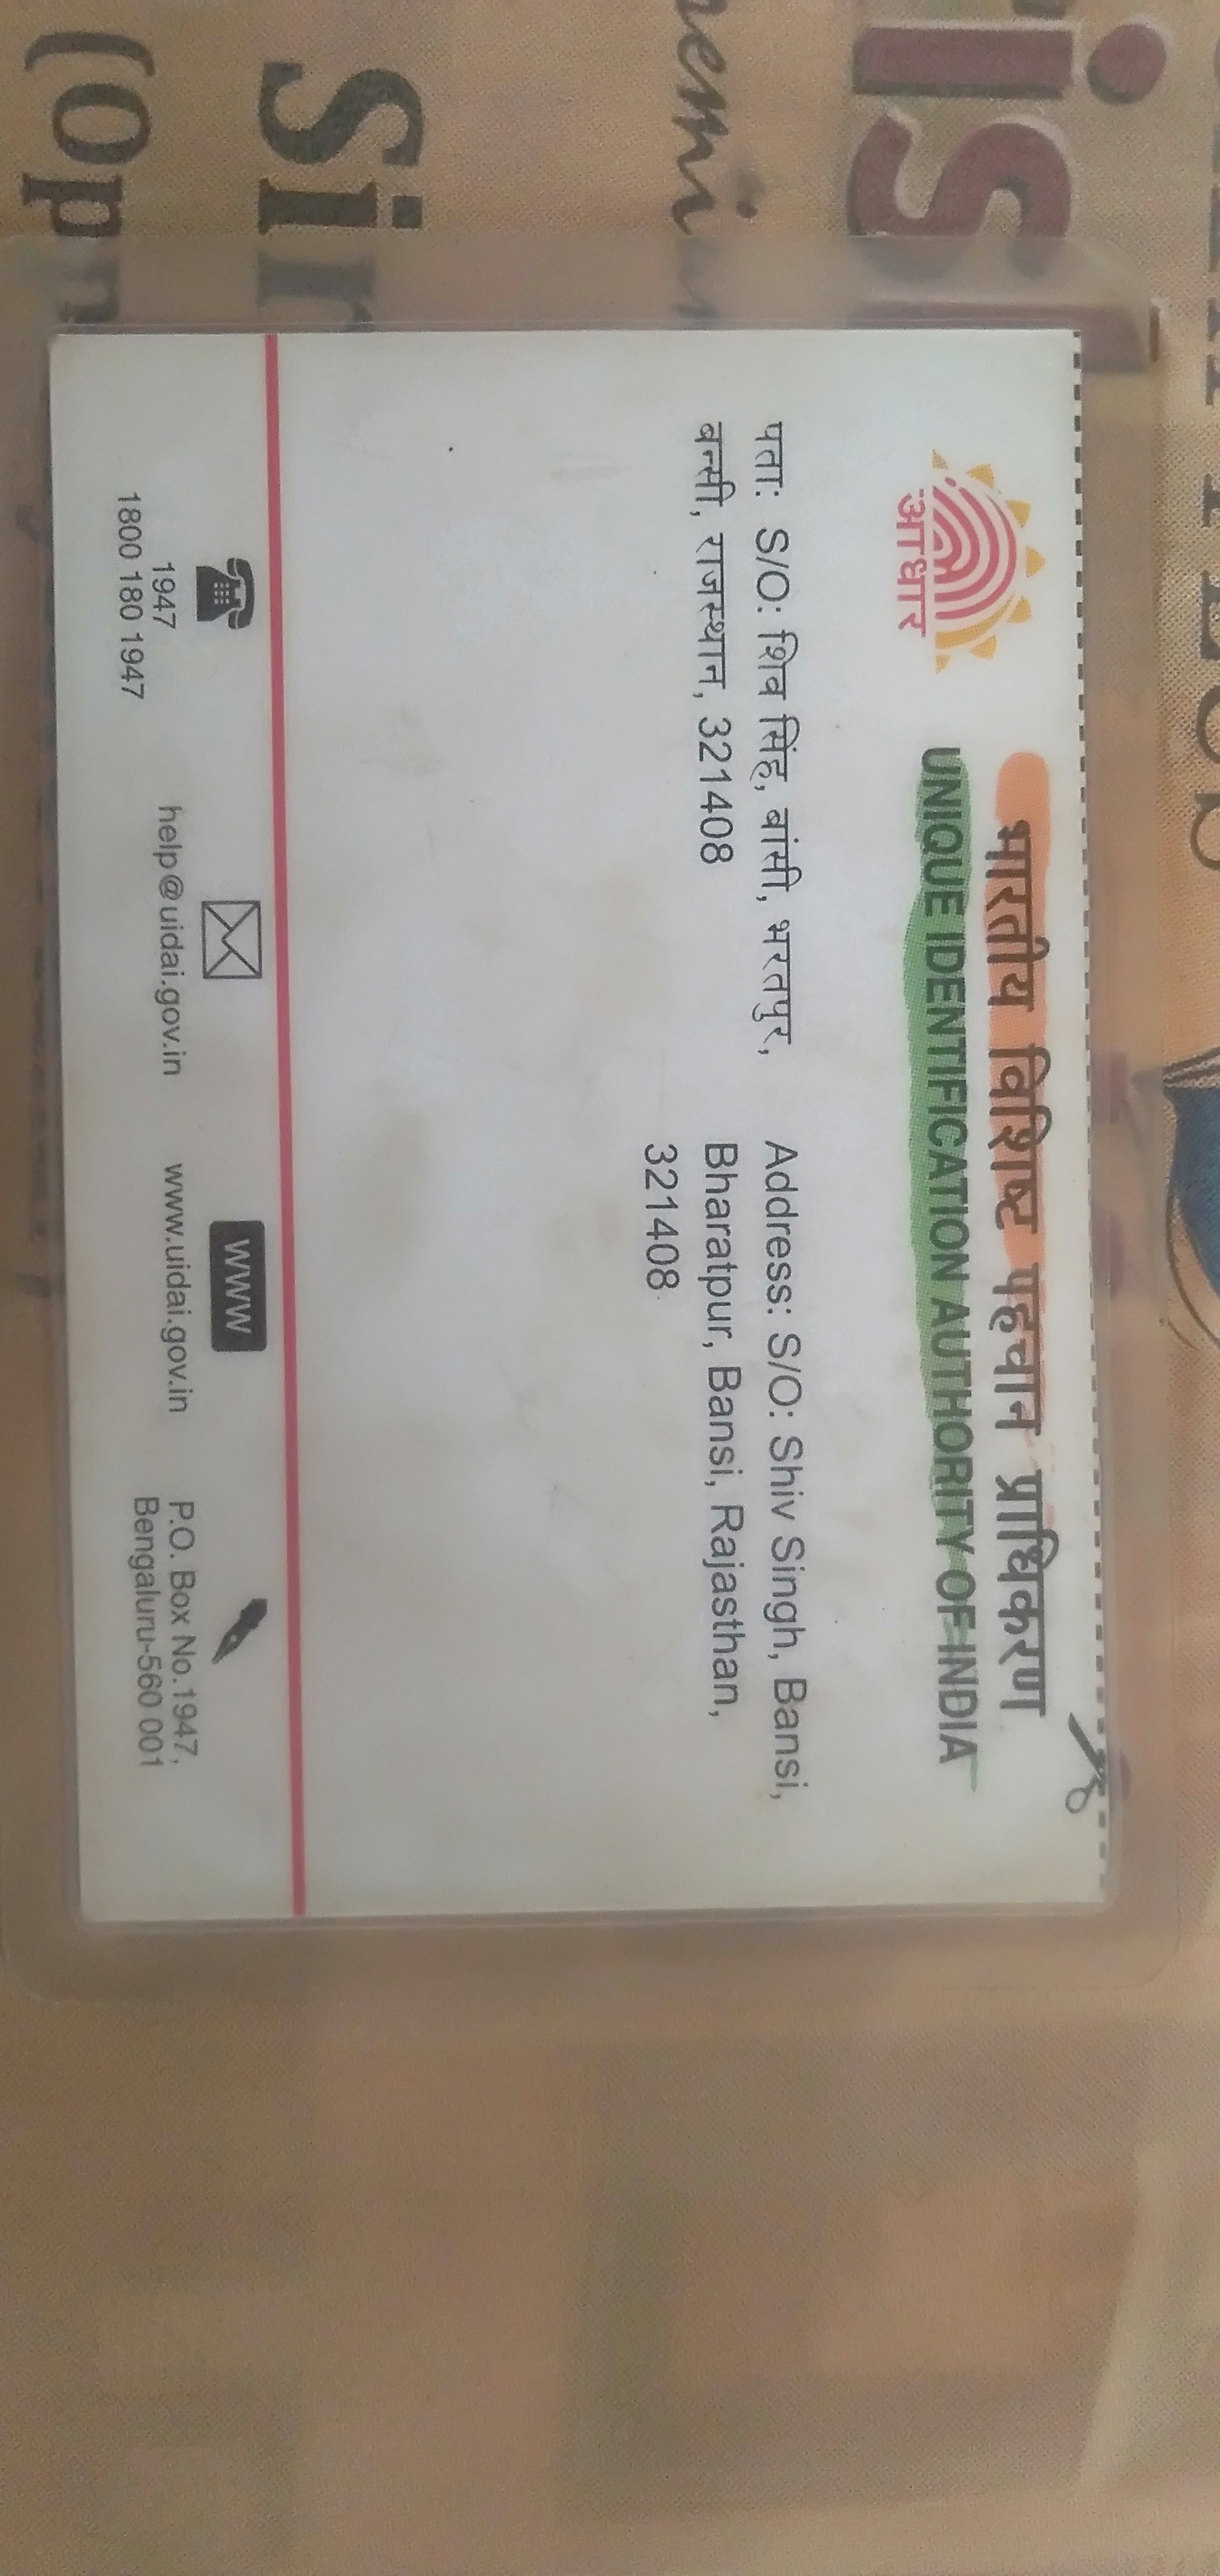 भारतीय विशिष्ट पहचान प्राधिकरण
UNIQUE IDENTIFICATION AUTHORITY OF INDIA
आधार
पता: S/O: शिव सिंह, बांसी, भरतपुर,
बन्सी, राजस्थान, 321408
Address: S/O: Shiv Singh, Bansi,
Bharatpur, Bansi, Rajasthan,
321408
1947
1800 180 1947
help@uidai.gov.in
www
www.uidai.gov.in
P.O. Box No.1947,
Bengaluru-560 001